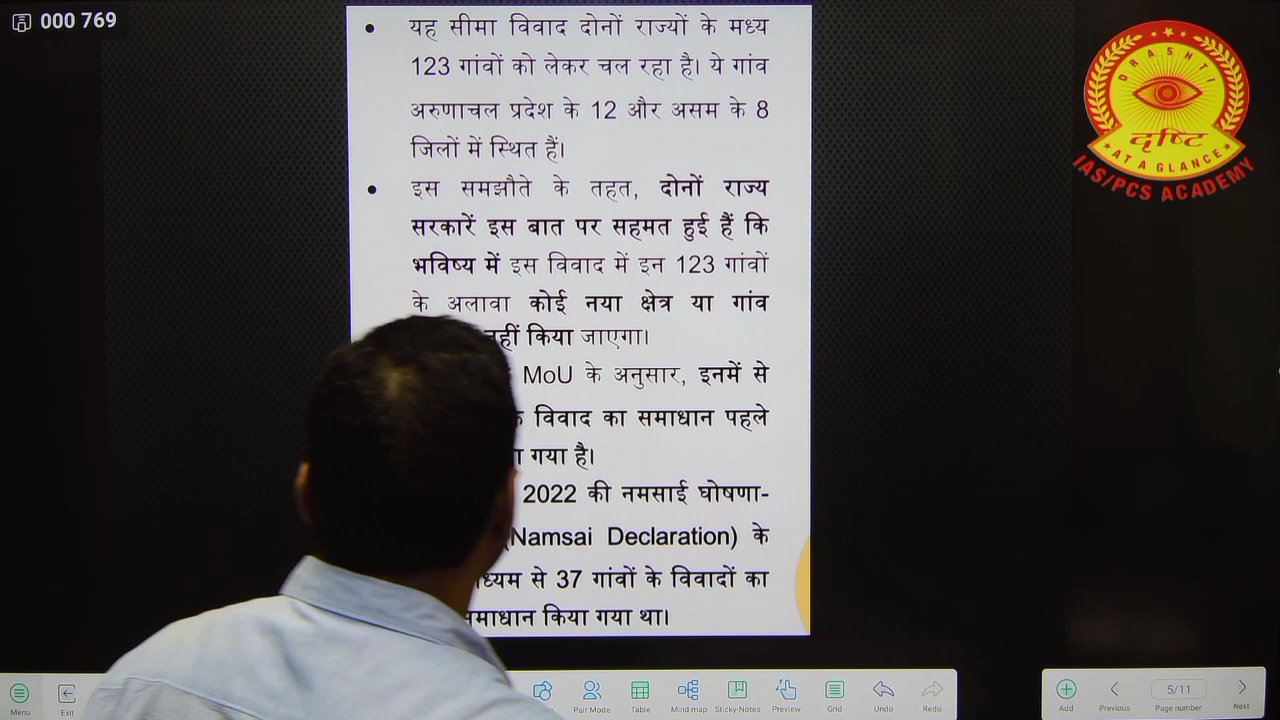 000 769
• यह सीमा विवाद दोनों राज्यों के मध्य
123 गांवों को लेकर चल रहा है। ये गांव
अरुणाचल प्रदेश के 12 और असम के 8
जिलों में स्थित हैं।
• इस समझौते के तहत, दोनों राज्य
सरकारें इस बात पर सहमत हुई हैं कि
भविष्य में इस विवाद में इन 123 गांवों
के अलावा कोई नया क्षेत्र या गांव
नहीं किया जाएगा।
MoU के अनुसार, इनमें से
विवाद का समाधान पहले
गया है।
2022 की नमसाई घोषणा-
(Namsai Declaration) के
से 37 गांवों के विवादों का
किया गया था।
DRASHTI
दृष्टि
AT A GLANCE
IAS/PCS ACADEMY
Menu Exit Pair Mode Table Mind map Sticky-Notes Preview Grid Undo Redo
Add Previous 5/11 Page number Next